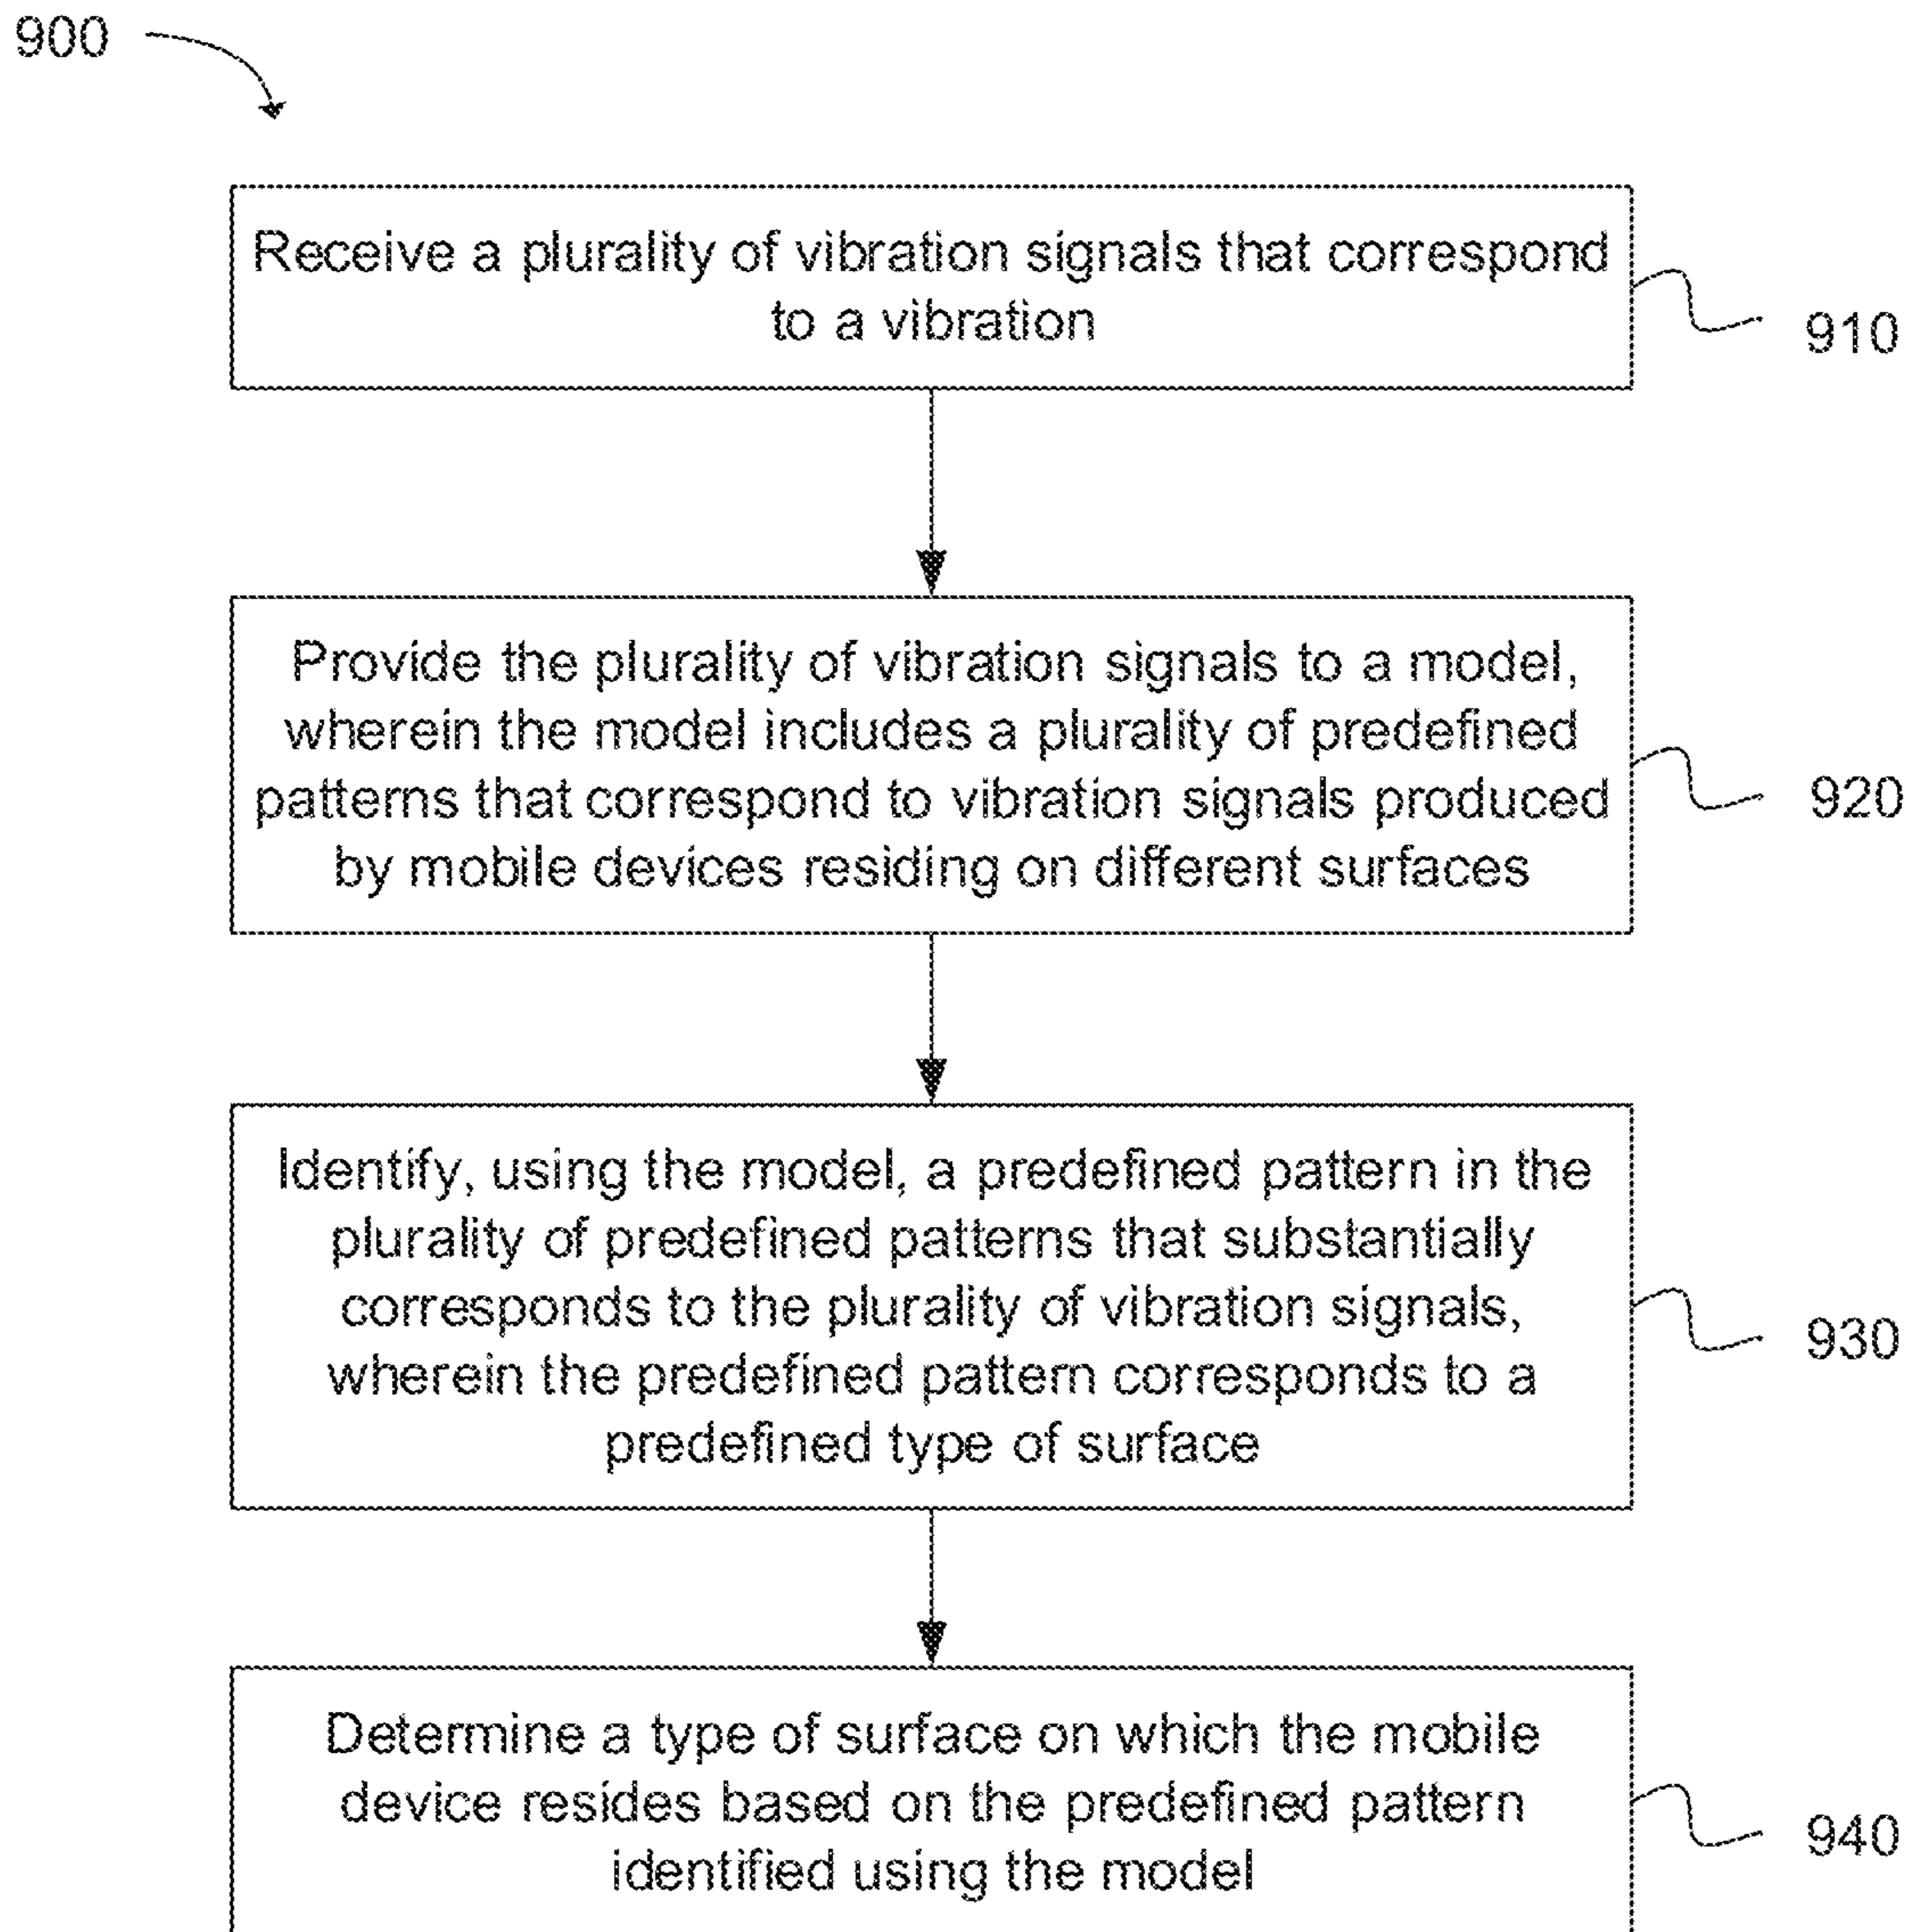 900
Receive a plurality of vibration signals that correspond
to a vibration
910
Provide the plurality of vibration signals to a model,
wherein the model includes a plurality of predefined
patterns that correspond to vibration signals produced
by mobile devices residing on different surfaces
920
Identify, using the model, a predefined pattern in the
plurality of predefined patterns that substantially
corresponds to the plurality of vibration signals,
wherein the predefined pattern corresponds to a
predefined type of surface
930
Determine a type of surface on which the mobile
device resides based on the predefined pattern
identified using the model
940